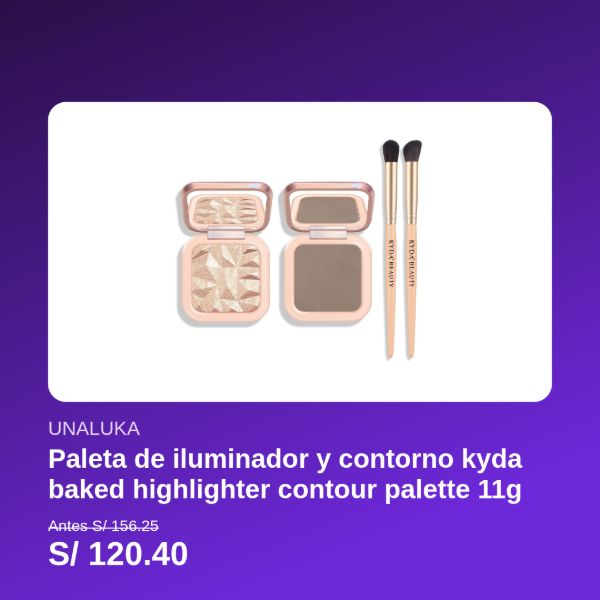 KYDA BEAUTY
KYDA BEAUTY
UNALUKA
Paleta de iluminador y contorno kyda
baked highlighter contour palette 11g
Antes S/ 156.25
S/ 120.40